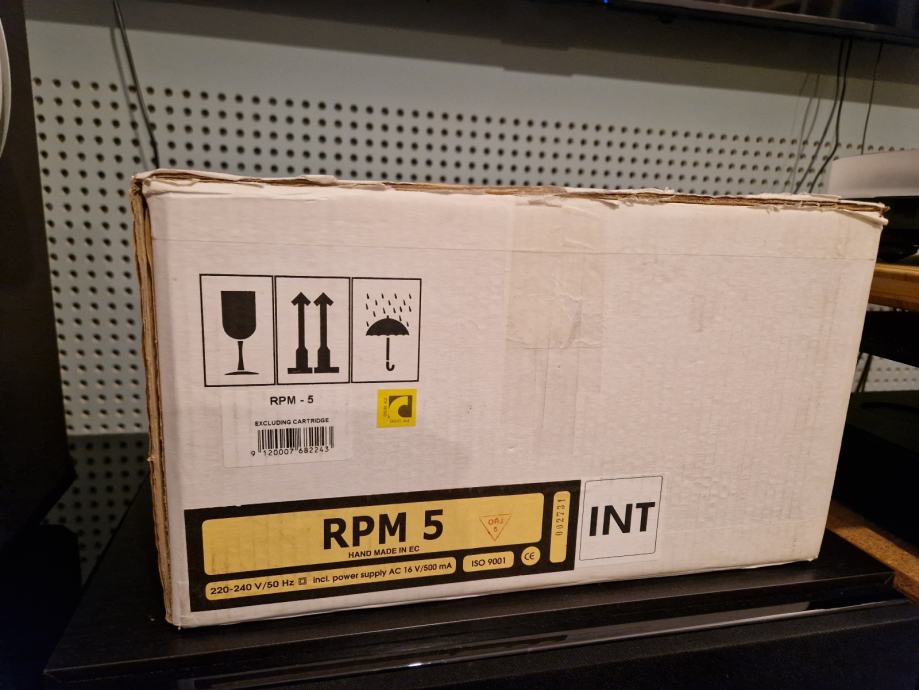 RPM - 5
EXCLUDING CARTRIDGE
9 120007 682243
RPM 5
HAND MADE IN EC
220-240 V/50 Hz incl. power supply AC 16 V/500 mA
ISO 9001
CE
002731
INT